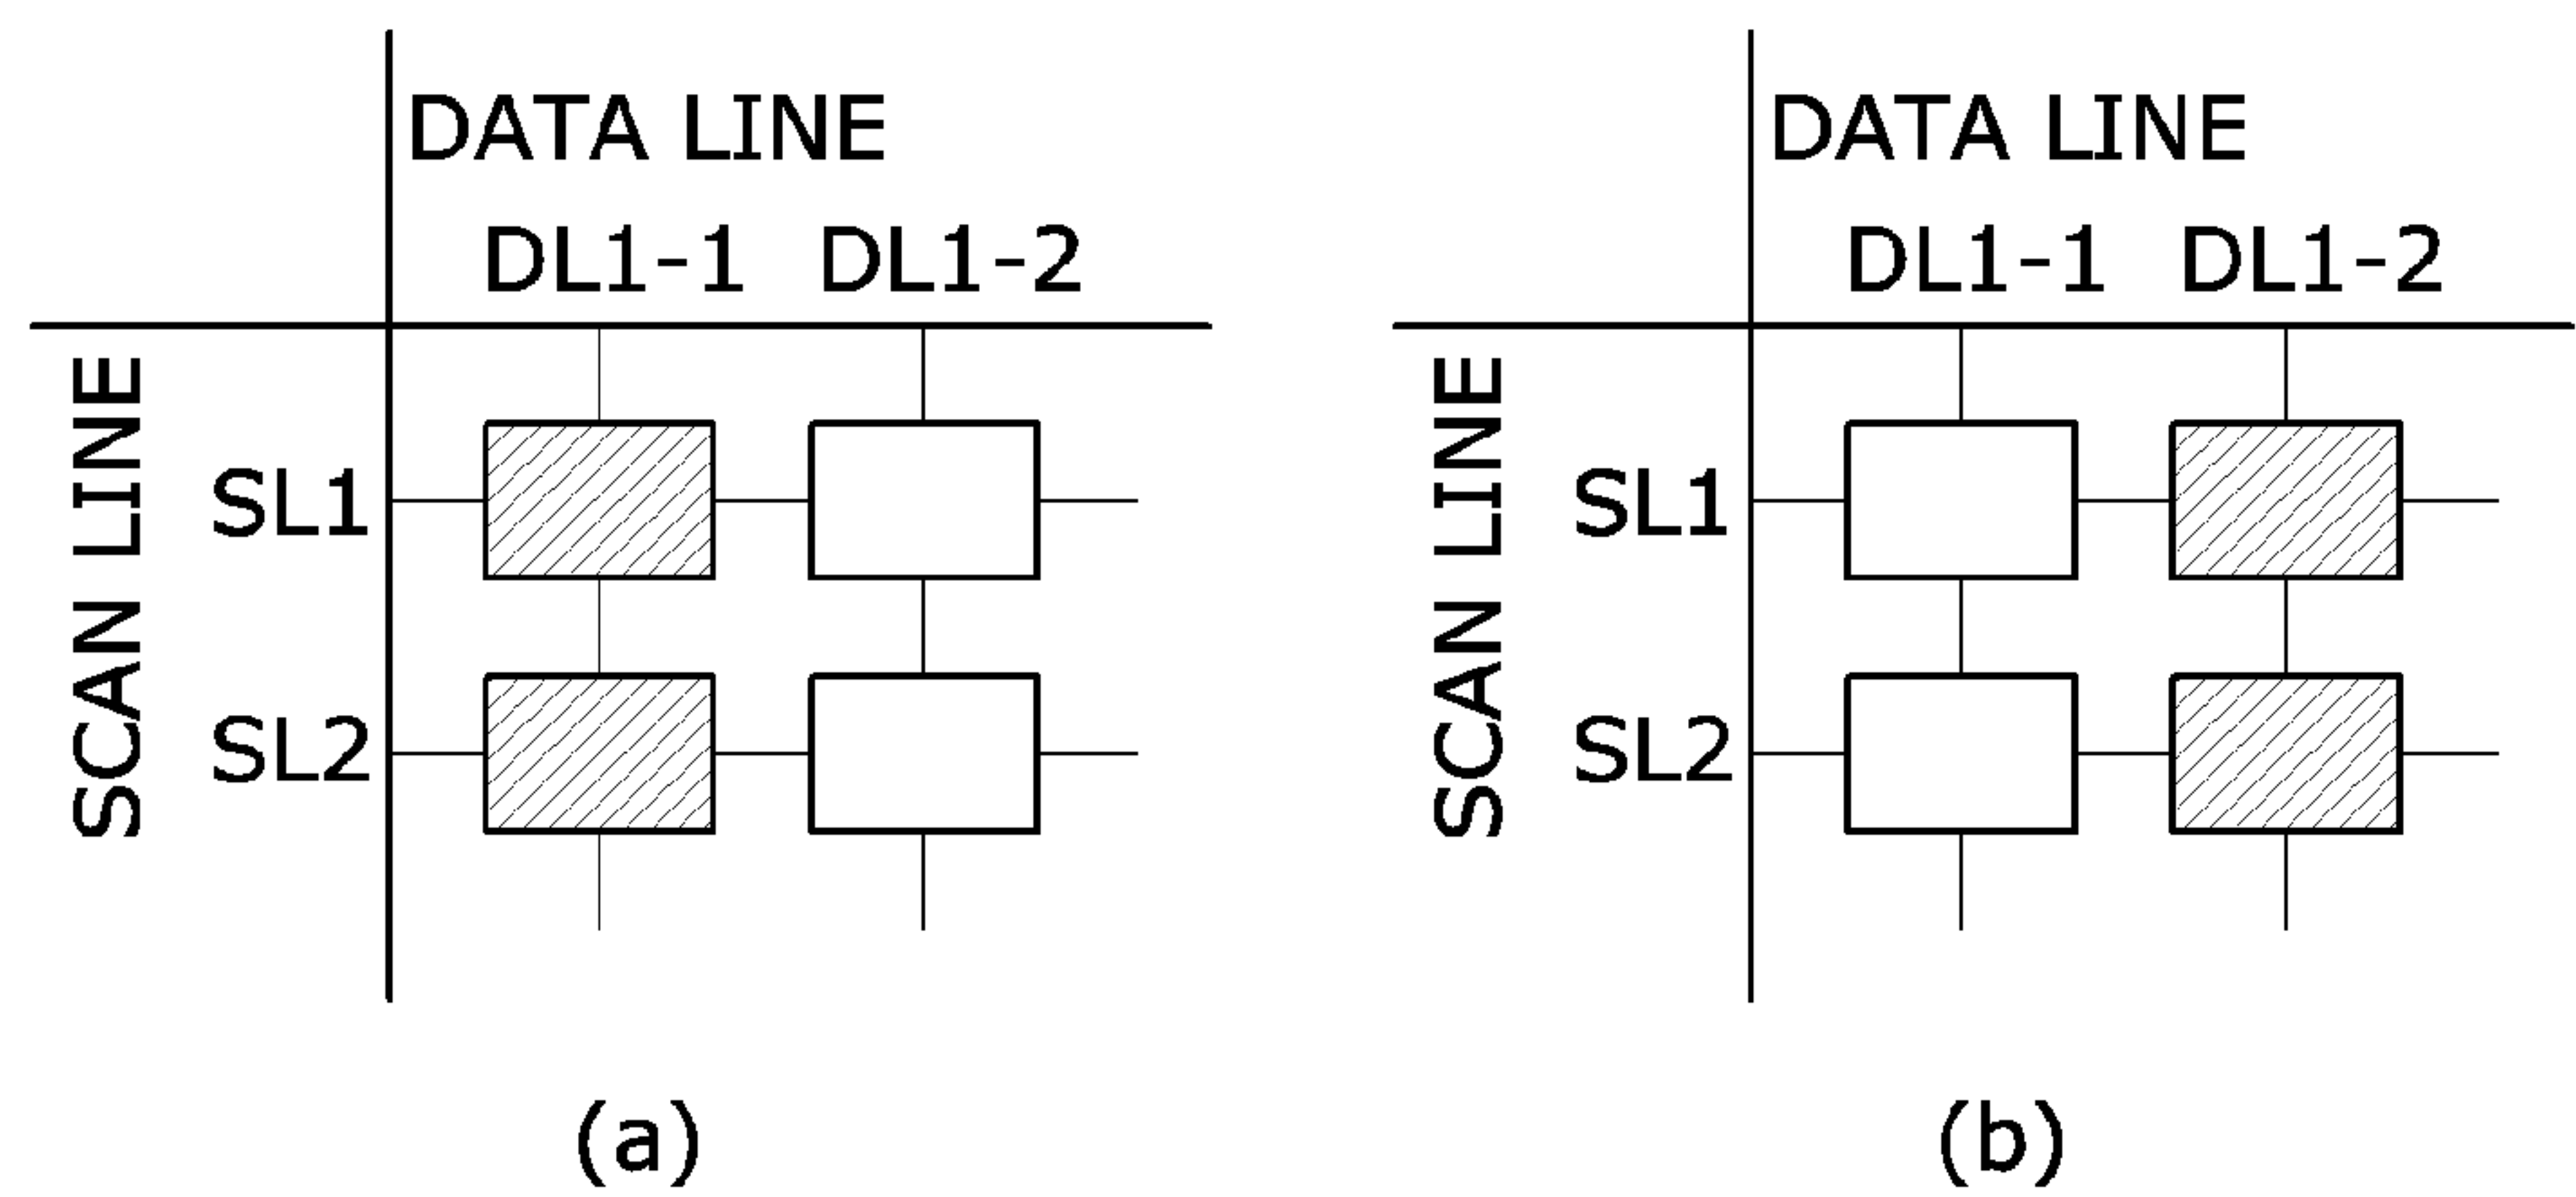 DATA LINE
DL1-1 DL1-2
SCAN LINE
SL1
SL2
(a)
DATA LINE
DL1-1 DL1-2
SCAN LINE
SL1
SL2
(b)